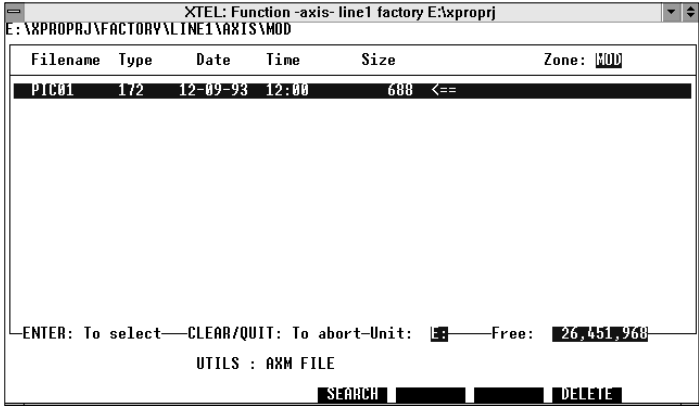 XTEL: Function -axis- line1 factory E:\xproprj
E:\XPROPRJ\FACTORY\LINE1\AXIS\MOD
Filename Type Date Time Size Zone: MOD
PIC01 172 12-09-93 12:00 688 <==
ENTER: To select CLEAR/QUIT: To abort Unit: E: Free: 26,451,968
UTILS : AXM FILE
SEARCH DELETE